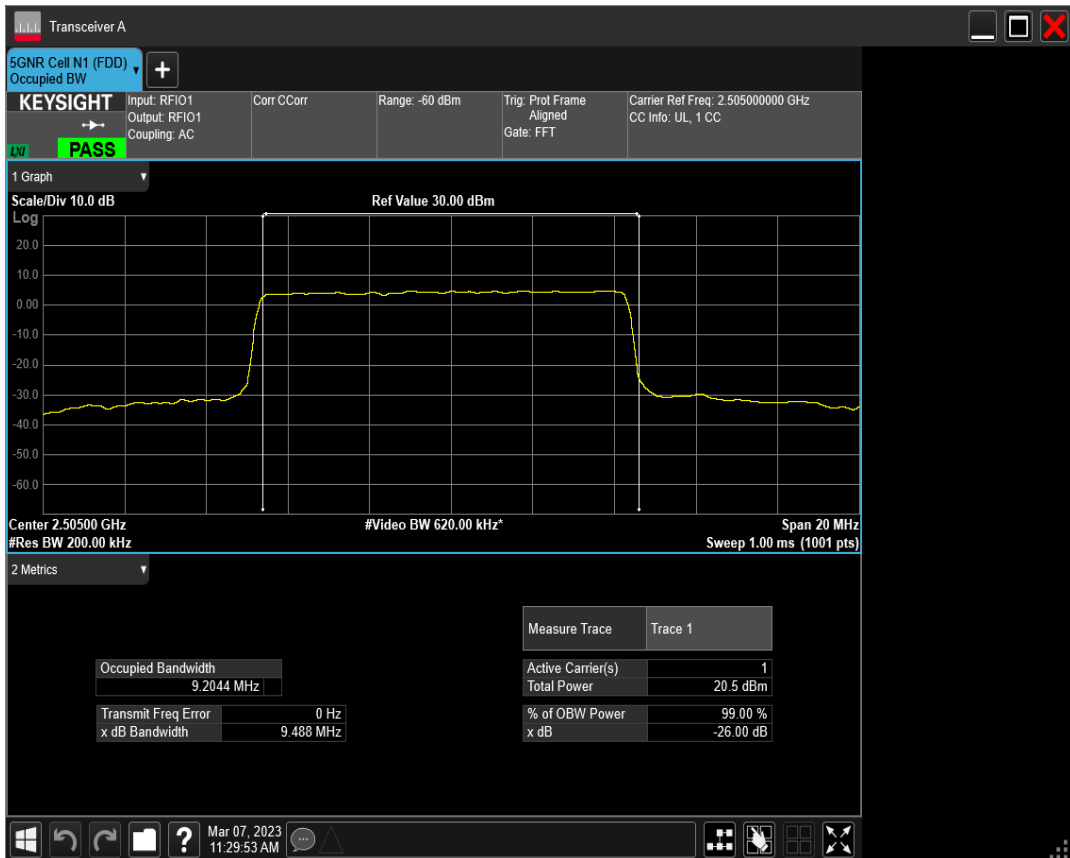 Transceiver A
5GNR Cell N1 (FDD)
Occupied BW
+
KEYSIGHT
LXI
PASS
Input: RFIO1
Output: RFIO1
Coupling: AC
Corr CCorr
Range: -60 dBm
Trig: Prot Frame
Aligned
Gate: FFT
Carrier Ref Freq: 2.505000000 GHz
CC Info: UL, 1 CC
1 Graph
Scale/Div 10.0 dB
Ref Value 30.00 dBm
Log
20.0
10.0
0.00
-10.0
-20.0
-30.0
-40.0
-50.0
-60.0
Center 2.50500 GHz
#Video BW 620.00 kHz*
Span 20 MHz
#Res BW 200.00 kHz
Sweep 1.00 ms (1001 pts)
2 Metrics
Measure Trace Trace 1
Occupied Bandwidth
9.2044 MHz
Active Carrier(s) 1
Total Power 20.5 dBm
Transmit Freq Error 0 Hz
x dB Bandwidth 9.488 MHz
% of OBW Power 99.00 %
x dB -26.00 dB
?
Mar 07, 2023
11:29:53 AM